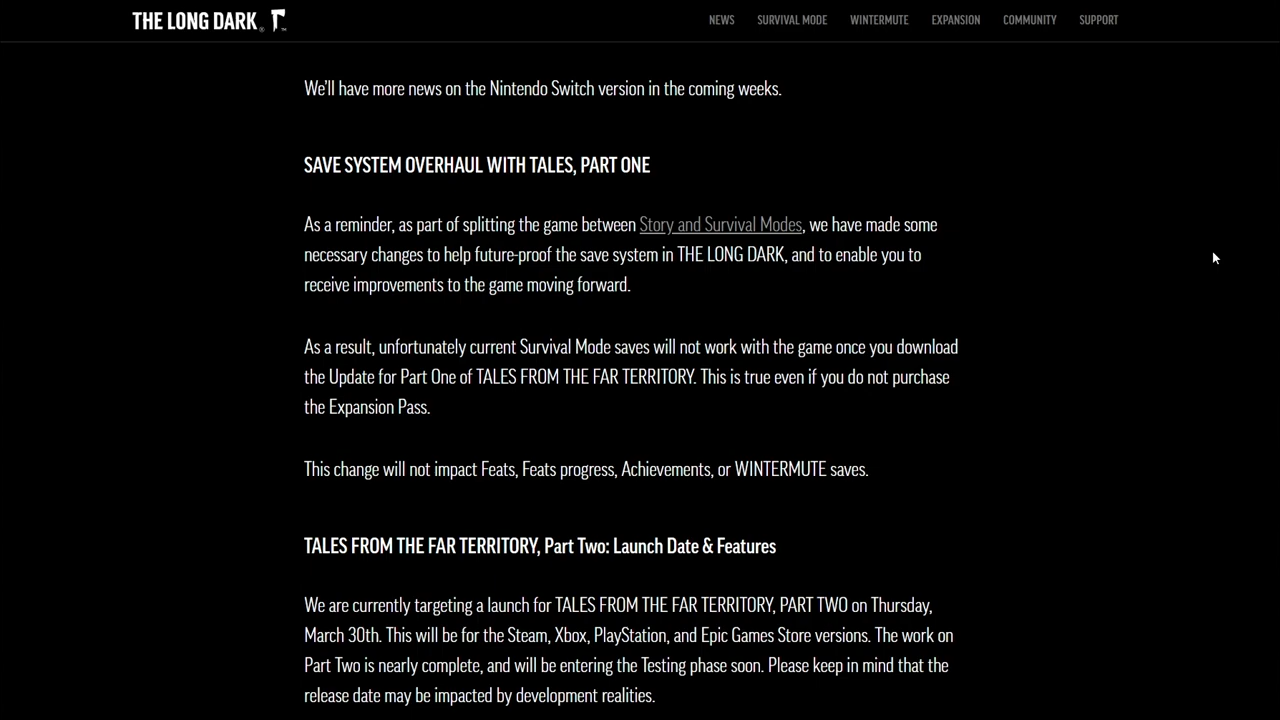 THE LONG DARK
NEWS SURVIVAL MODE WINTERMUTE EXPANSION COMMUNITY SUPPORT
We'll have more news on the Nintendo Switch version in the coming weeks.
SAVE SYSTEM OVERHAUL WITH TALES, PART ONE
As a reminder, as part of splitting the game between Story and Survival Modes, we have made some
necessary changes to help future-proof the save system in THE LONG DARK, and to enable you to
receive improvements to the game moving forward.
As a result, unfortunately current Survival Mode saves will not work with the game once you download
the Update for Part One of TALES FROM THE FAR TERRITORY. This is true even if you do not purchase
the Expansion Pass.
This change will not impact Feats, Feats progress, Achievements, or WINTERMUTE saves.
TALES FROM THE FAR TERRITORY, Part Two: Launch Date & Features
We are currently targeting a launch for TALES FROM THE FAR TERRITORY, PART TWO on Thursday,
March 30th. This will be for the Steam, Xbox, PlayStation, and Epic Games Store versions. The work on
Part Two is nearly complete, and will be entering the Testing phase soon. Please keep in mind that the
release date may be impacted by development realities.